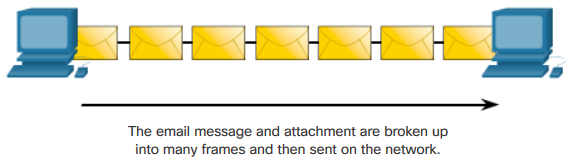 The email message and attachment are broken up
into many frames and then sent on the network.